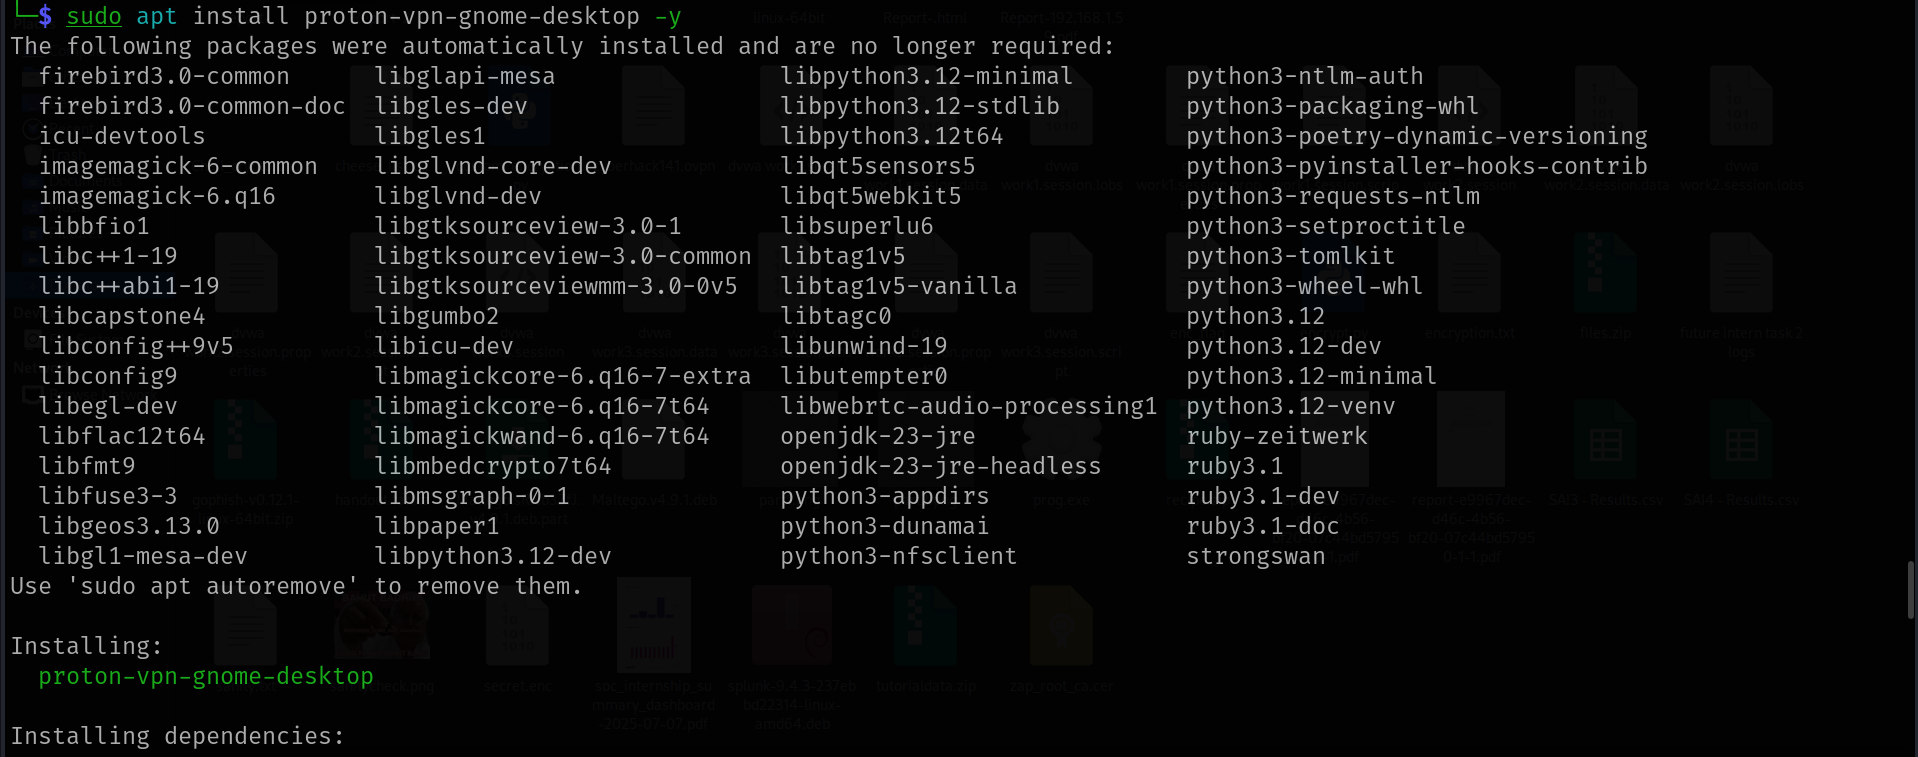 └─$ sudo apt install proton-vpn-gnome-desktop -y
The following packages were automatically installed and are no longer required:
firebird3.0-common libglapi-mesa libpython3.12-minimal python3-ntlm-auth
firebird3.0-common-doc libgles-dev libpython3.12-stdlib python3-packaging-whl
icu-devtools libgles1 libpython3.12t64 python3-poetry-dynamic-versioning
imagemagick-6-common libglvnd-core-dev libqt5sensors5 python3-pyinstaller-hooks-contrib
imagemagick-6.q16 libglvnd-dev libqt5webkit5 python3-requests-ntlm
libbfio1 libgtksourceview-3.0-1 libsuperlu6 python3-setproctitle
libc++1-19 libgtksourceview-3.0-common libtag1v5 python3-tomlkit
libc++abi1-19 libgtksourceviewmm-3.0-0v5 libtag1v5-vanilla python3-wheel-whl
libcapstone4 libgumbo2 libtagc0 python3.12
libconfig++9v5 libicu-dev libunwind-19 python3.12-dev
libconfig9 libmagickcore-6.q16-7-extra libutempter0 python3.12-minimal
libegl-dev libmagickcore-6.q16-7t64 libwebrtc-audio-processing1 python3.12-venv
libflac12t64 libmagickwand-6.q16-7t64 openjdk-23-jre ruby-zeitwerk
libfmt9 libmbedcrypto7t64 openjdk-23-jre-headless ruby3.1
libfuse3-3 libmsgraph-0-1 python3-appdirs ruby3.1-dev
libgeos3.13.0 libpaper1 python3-dunamai ruby3.1-doc
libgl1-mesa-dev libpython3.12-dev python3-nfsclient strongswan
Use 'sudo apt autoremove' to remove them.
Installing:
proton-vpn-gnome-desktop
Installing dependencies: